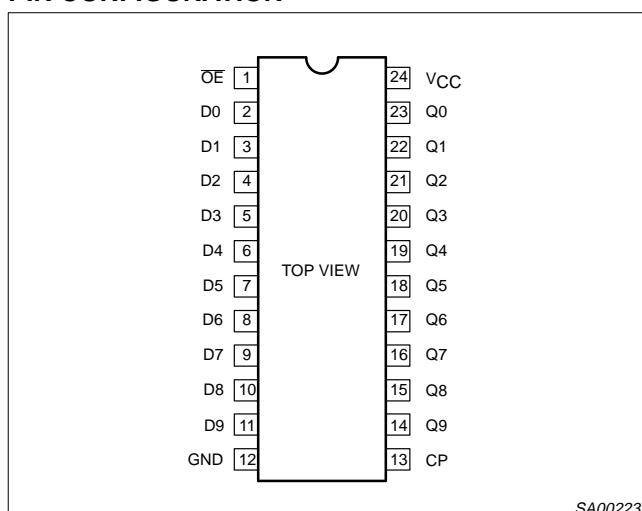 OE 1 24 VCC
D0 2 23 Q0
D1 3 22 Q1
D2 4 21 Q2
D3 5 20 Q3
D4 6 19 Q4
TOP VIEW
D5 7 18 Q5
D6 8 17 Q6
D7 9 16 Q7
D8 10 15 Q8
D9 11 14 Q9
GND 12 13 CP
SA00223